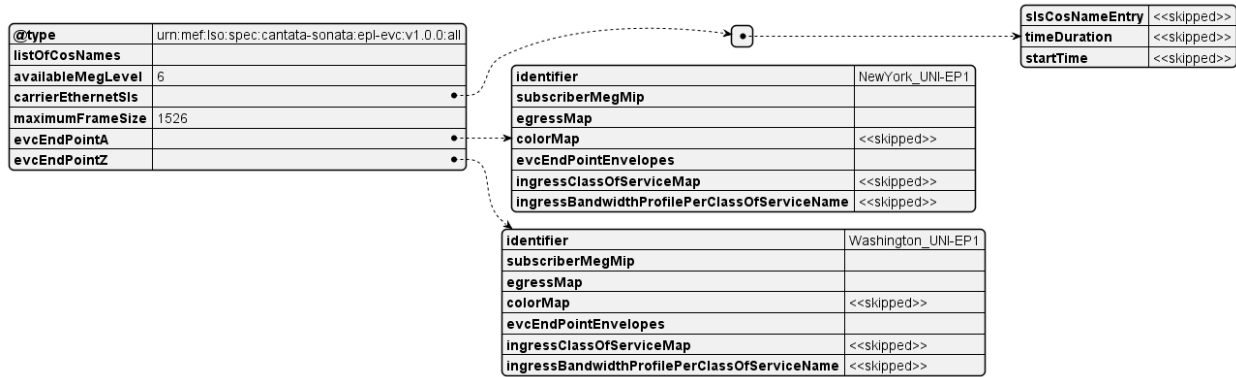 @type urn:mef:lso:spec:cantata-sonata:epl-evc:v1.0.0:all
listOfCosNames
availableMegLevel 6
carrierEthernetSls
maximumFrameSize 1526
evcEndPointA
evcEndPointZ
slsCosNameEntry <<skipped>>
timeDuration <<skipped>>
startTime <<skipped>>
identifier NewYork_UNI-EP1
subscriberMegMip
egressMap
colorMap <<skipped>>
evcEndPointEnvelopes
ingressClassOfServiceMap <<skipped>>
ingressBandwidthProfilePerClassOfServiceName <<skipped>>
identifier Washington_UNI-EP1
subscriberMegMip
egressMap
colorMap <<skipped>>
evcEndPointEnvelopes
ingressClassOfServiceMap <<skipped>>
ingressBandwidthProfilePerClassOfServiceName <<skipped>>